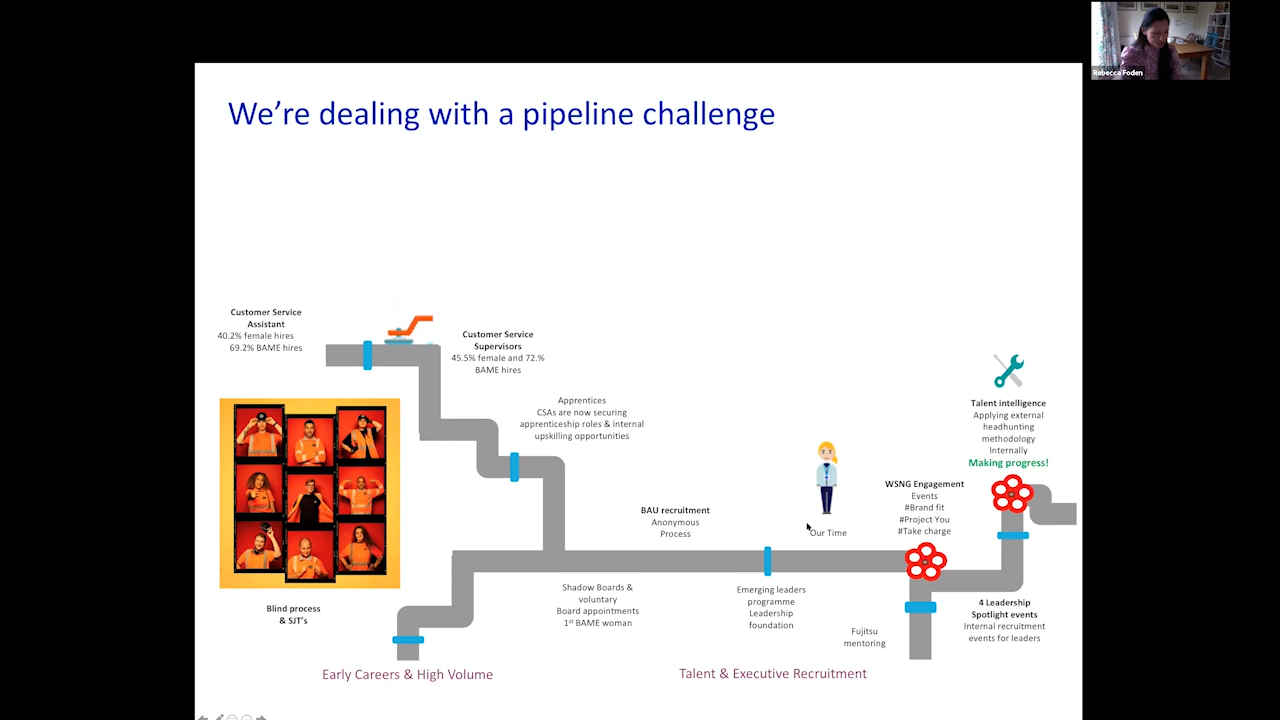 Rebecca Foden
We're dealing with a pipeline challenge
Customer Service
Assistant
40.2% female hires
69.2% BAME hires
Customer Service
Supervisors
45.5% female and 72.%
BAME hires
Apprentices
CSAs are now securing
apprenticeship roles & internal
upskilling opportunities
Blind process
& SJT's
BAU recruitment
Anonymous
Process
Shadow Boards &
voluntary
Board appointments
1st BAME woman
Our Time
Emerging leaders
programme
Leadership
foundation
Fujitsu
mentoring
WSNG Engagement
Events
#Brand fit
#Project You
#Take charge
Talent intelligence
Applying external
headhunting
methodology
Internally
Making progress!
4 Leadership
Spotlight events
Internal recruitment
events for leaders
Early Careers & High Volume
Talent & Executive Recruitment